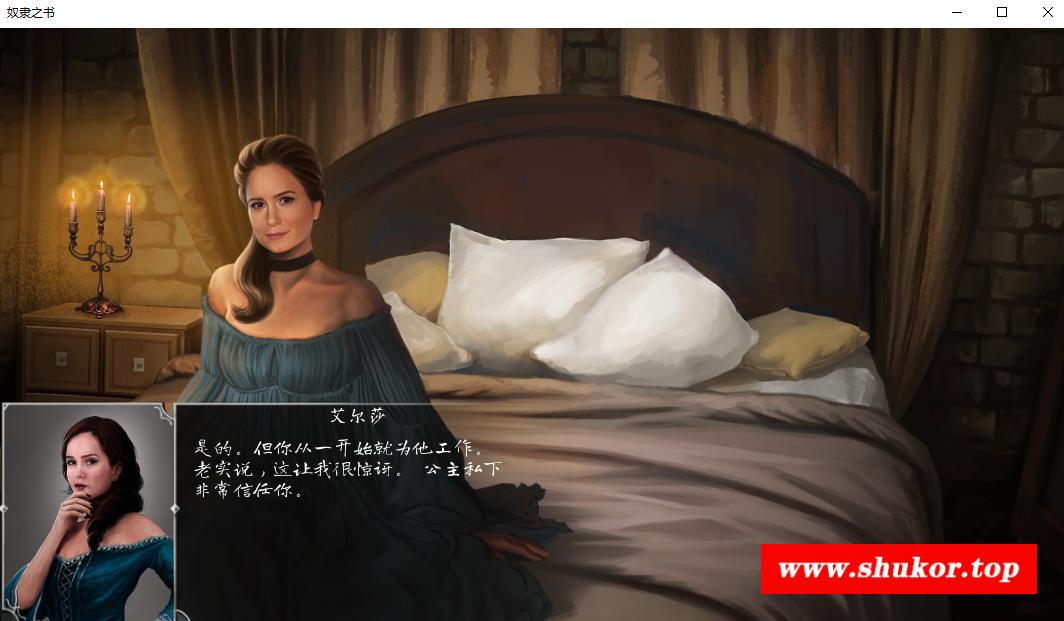 奴隶之书
艾尔莎
是的。但你从一开始就为他工作。
老实说，这让我很惊讶。 公主私下
非常信任你。
www.shukor.top